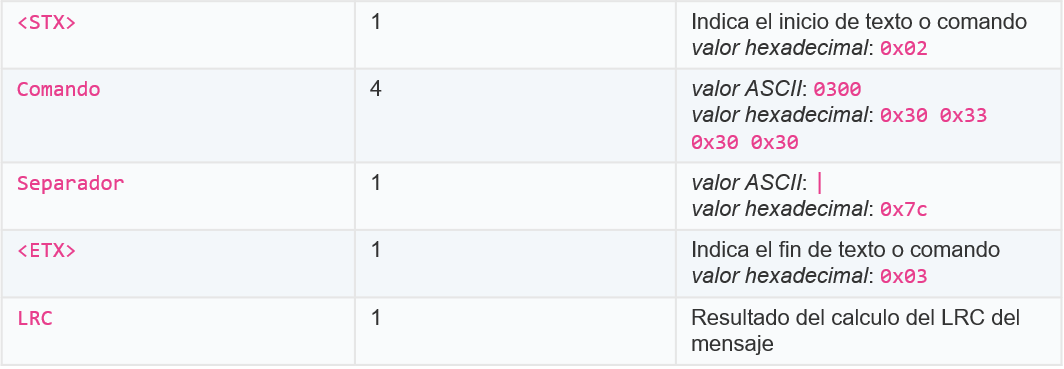 <STX> 1 Indica el inicio de texto o comando
valor hexadecimal: 0x02
Comando 4 valor ASCII: 0300
valor hexadecimal: 0x30 0x33
0x30 0x30
Separador 1 valor ASCII: |
valor hexadecimal: 0x7c
<ETX> 1 Indica el fin de texto o comando
valor hexadecimal: 0x03
LRC 1 Resultado del calculo del LRC del
mensaje